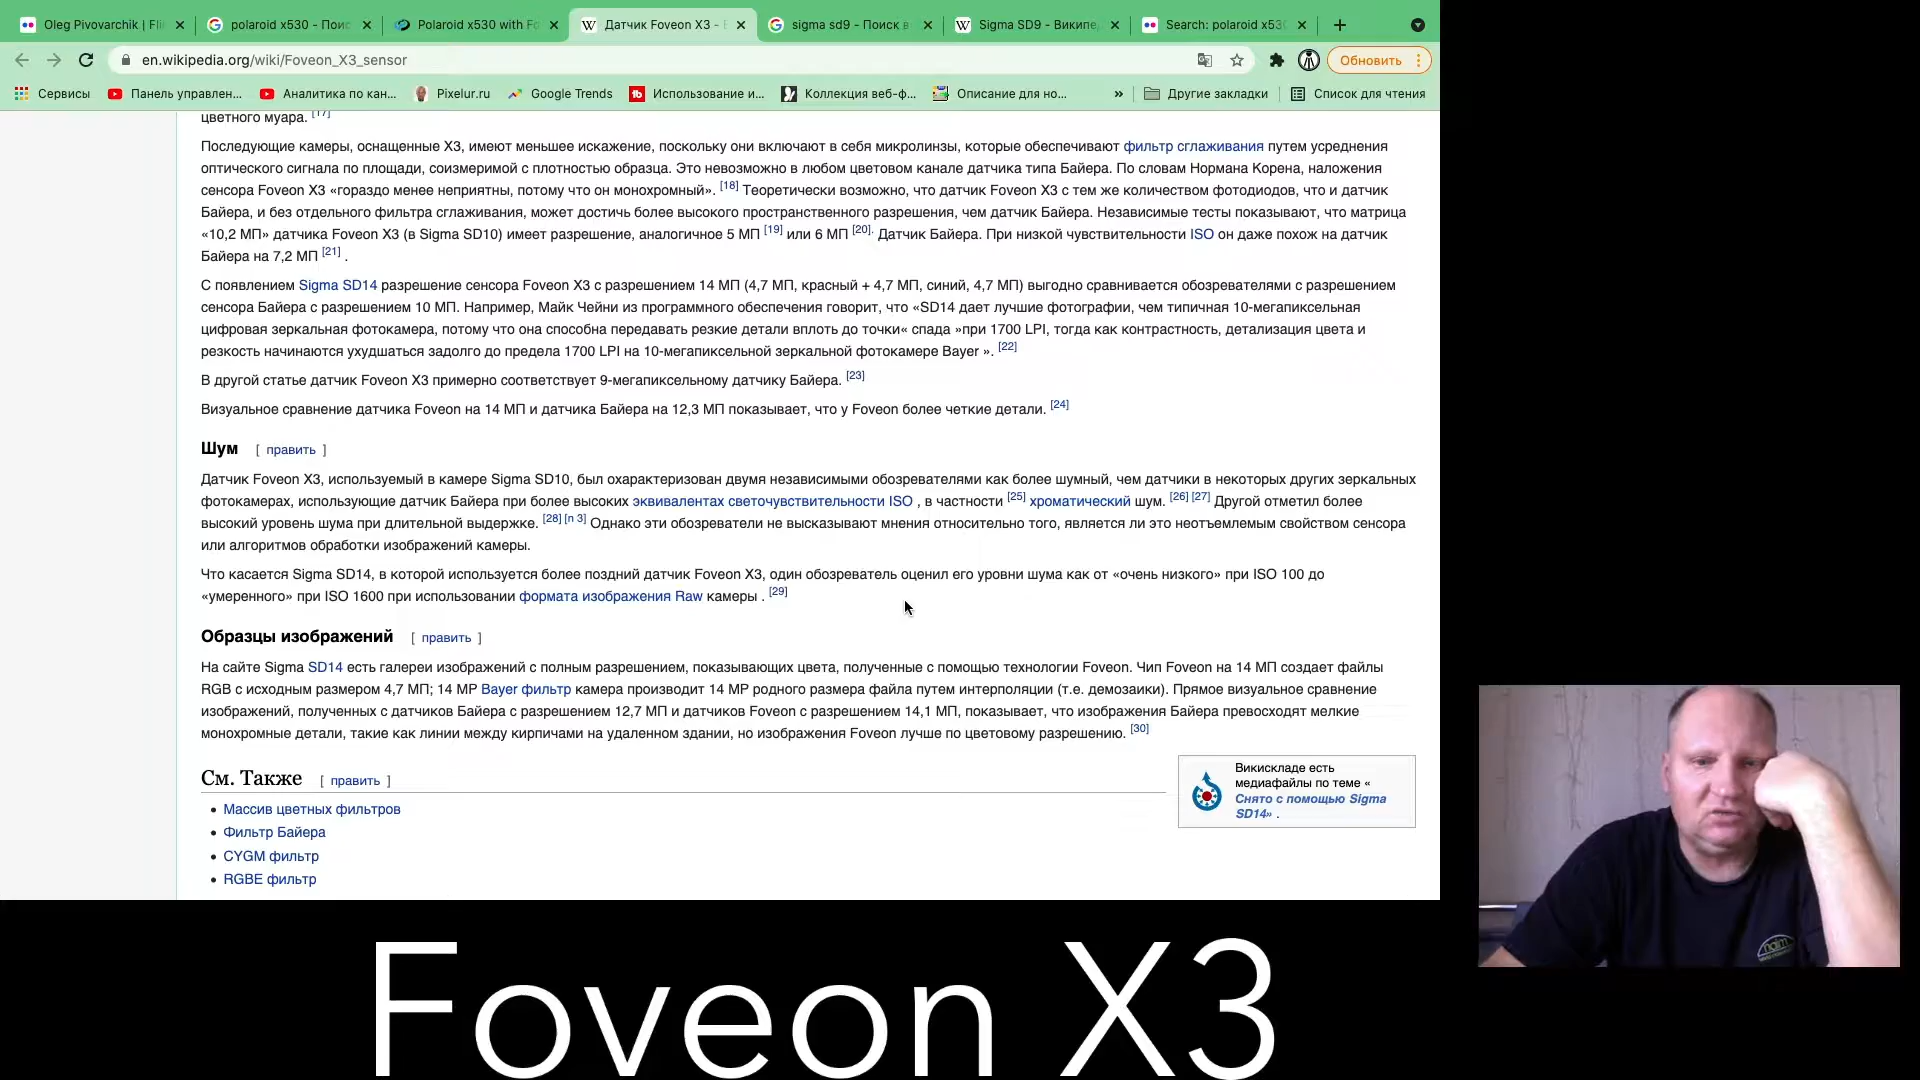 Oleg Pivovarchik | Fli
polaroid x530 - Поис
Polaroid x530 with Fo
Датчик Foveon X3 -
sigma sd9 - Поиск в
Sigma SD9 - Википе
Search: polaroid x530
en.wikipedia.org/wiki/Foveon_X3_sensor
Обновить
Сервисы
Панель управлен...
Аналитика по кан...
Pixelur.ru
Google Trends
Использование и...
Коллекция веб-ф...
Описание для но...
»
Другие закладки
Список для чтения
цветного муара. [17]
Последующие камеры, оснащенные X3, имеют меньшее искажение, поскольку они включают в себя микролинзы, которые обеспечивают фильтр сглаживания путем усреднения
оптического сигнала по площади, соизмеримой с плотностью образца. Это невозможно в любом цветовом канале датчика типа Байера. По словам Нормана Корена, наложения
сенсора Foveon X3 «гораздо менее неприятны, потому что он монохромный». [18] Теоретически возможно, что датчик Foveon X3 с тем же количеством фотодиодов, что и датчик
Байера, и без отдельного фильтра сглаживания, может достичь более высокого пространственного разрешения, чем датчик Байера. Независимые тесты показывают, что матрица
«10,2 МП» датчика Foveon X3 (в Sigma SD10) имеет разрешение, аналогичное 5 МП [19] или 6 МП [20]. Датчик Байера. При низкой чувствительности ISO он даже похож на датчик
Байера на 7,2 МП [21] .
С появлением Sigma SD14 разрешение сенсора Foveon X3 с разрешением 14 МП (4,7 МП, красный + 4,7 МП, синий, 4,7 МП) выгодно сравнивается обозревателями с разрешением
сенсора Байера с разрешением 10 МП. Например, Майк Чейни из программного обеспечения говорит, что «SD14 дает лучшие фотографии, чем типичная 10-мегапиксельная
цифровая зеркальная фотокамера, потому что она способна передавать резкие детали вплоть до точки« спада »при 1700 LPI, тогда как контрастность, детализация цвета и
резкость начинаются ухудшаться задолго до предела 1700 LPI на 10-мегапиксельной зеркальной фотокамере Bayer ». [22]
В другой статье датчик Foveon X3 примерно соответствует 9-мегапиксельному датчику Байера. [23]
Визуальное сравнение датчика Foveon на 14 МП и датчика Байера на 12,3 МП показывает, что у Foveon более четкие детали. [24]
Шум [ править ]
Датчик Foveon X3, используемый в камере Sigma SD10, был охарактеризован двумя независимыми обозревателями как более шумный, чем датчики в некоторых других зеркальных
фотокамерах, использующие датчик Байера при более высоких эквивалентах светочувствительности ISO , в частности [25] хроматический шум. [26] [27] Другой отметил более
высокий уровень шума при длительной выдержке. [28] [n 3] Однако эти обозреватели не высказывают мнения относительно того, является ли это неотъемлемым свойством сенсора
или алгоритмов обработки изображений камеры.
Что касается Sigma SD14, в которой используется более поздний датчик Foveon X3, один обозреватель оценил его уровни шума как от «очень низкого» при ISO 100 до
«умеренного» при ISO 1600 при использовании формата изображения Raw камеры . [29]
Образцы изображений [ править ]
На сайте Sigma SD14 есть галереи изображений с полным разрешением, показывающих цвета, полученные с помощью технологии Foveon. Чип Foveon на 14 МП создает файлы
RGB с исходным размером 4,7 МП; 14 MP Bayer фильтр камера производит 14 MP родного размера файла путем интерполяции (т.е. демозаики). Прямое визуальное сравнение
изображений, полученных с датчиков Байера с разрешением 12,7 МП и датчиков Foveon с разрешением 14,1 МП, показывает, что изображения Байера превосходят мелкие
монохромные детали, такие как линии между кирпичами на удаленном здании, но изображения Foveon лучше по цветовому разрешению. [30]
См. Также [ править ]
Массив цветных фильтров
Фильтр Байера
CYGM фильтр
RGBE фильтр
Викискладе есть
медиафайлы по теме «
Снято с помощью Sigma
SD14» .
naim
Foveon X3